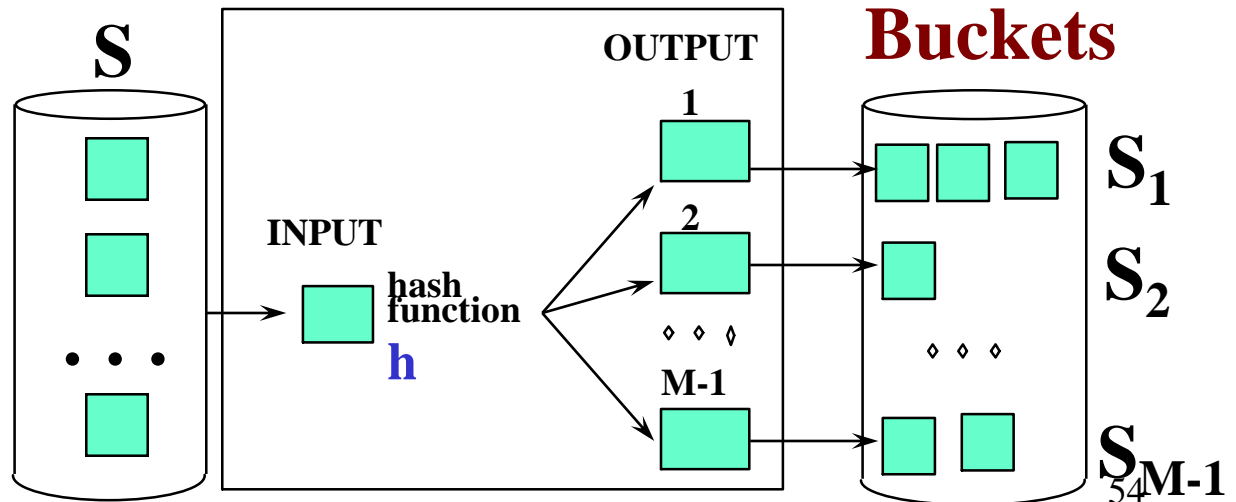 S
OUTPUT
Buckets
1
S1
INPUT
2
hash
function
h
S2
M-1
SM-1
54